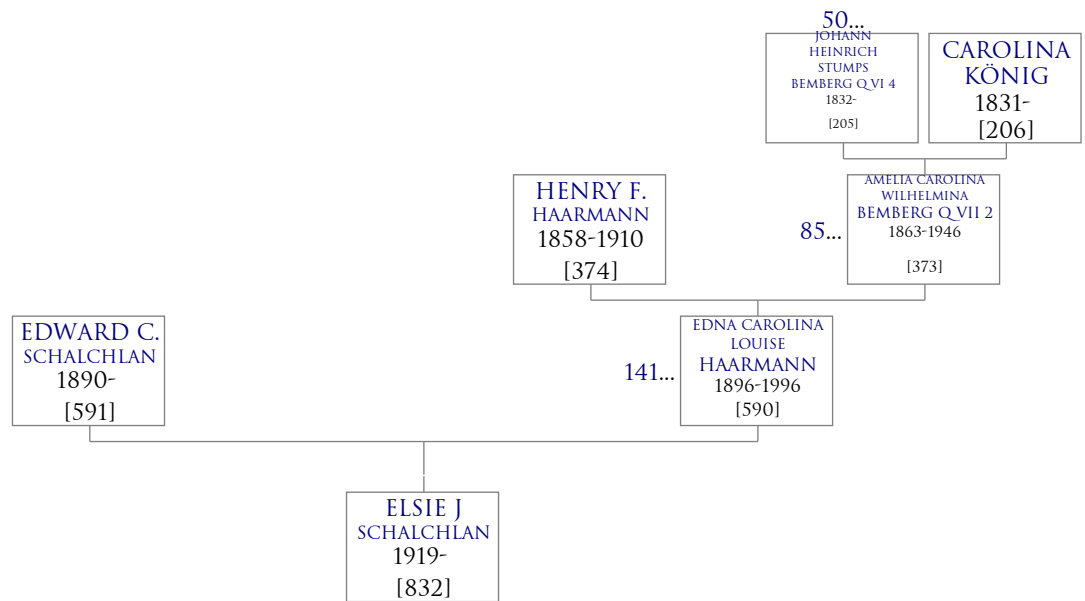 50...
JOHANN
HEINRICH
STUMPS
BEMBERG Q VI 4
1832-
[205]
CAROLINA
KÖNIG
1831-
[206]
HENRY F.
HAARMANN
1858-1910
[374]
85...
AMELIA CAROLINA
WILHELMINA
BEMBERG Q VII 2
1863-1946
[373]
EDWARD C.
SCHALCHLAN
1890-
[591]
141...
EDNA CAROLINA
LOUISE
HAARMANN
1896-1996
[590]
ELSIE J
SCHALCHLAN
1919-
[832]